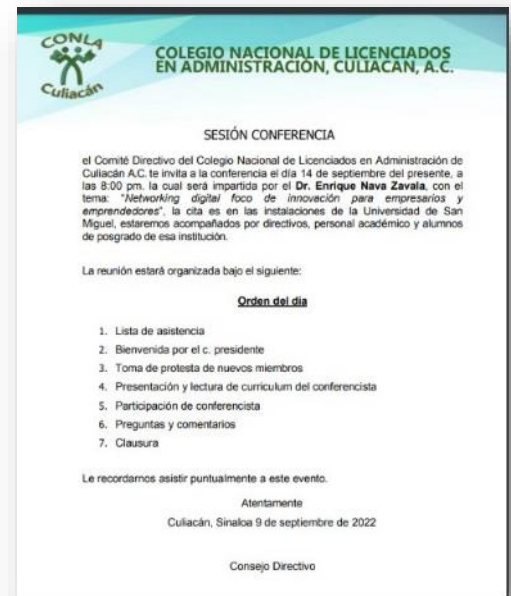 CONLA
Culiacán
COLEGIO NACIONAL DE LICENCIADOS
EN ADMINISTRACIÓN, CULIACÁN, A.C.
SESIÓN CONFERENCIA
el Comité Directivo del Colegio Nacional de Licenciados en Administración de
Culiacán A.C. te invita a la conferencia el día 14 de septiembre del presente, a
las 8:00 pm. la cual será impartida por el Dr. Enrique Nava Zavala, con el
tema: "Networking digital foco de innovación para empresarios y
emprendedores", la cita es en las instalaciones de la Universidad de San
Miguel, estaremos acompañados por directivos, personal académico y alumnos
de posgrado de esa institución.
La reunión estará organizada bajo el siguiente:
Orden del día
1. Lista de asistencia
2. Bienvenida por el c. presidente
3. Toma de protesta de nuevos miembros
4. Presentación y lectura de curriculum del conferencista
5. Participación de conferencista
6. Preguntas y comentarios
7. Clausura
Le recordamos asistir puntualmente a este evento.
Atentamente
Culiacán, Sinaloa 9 de septiembre de 2022
Consejo Directivo